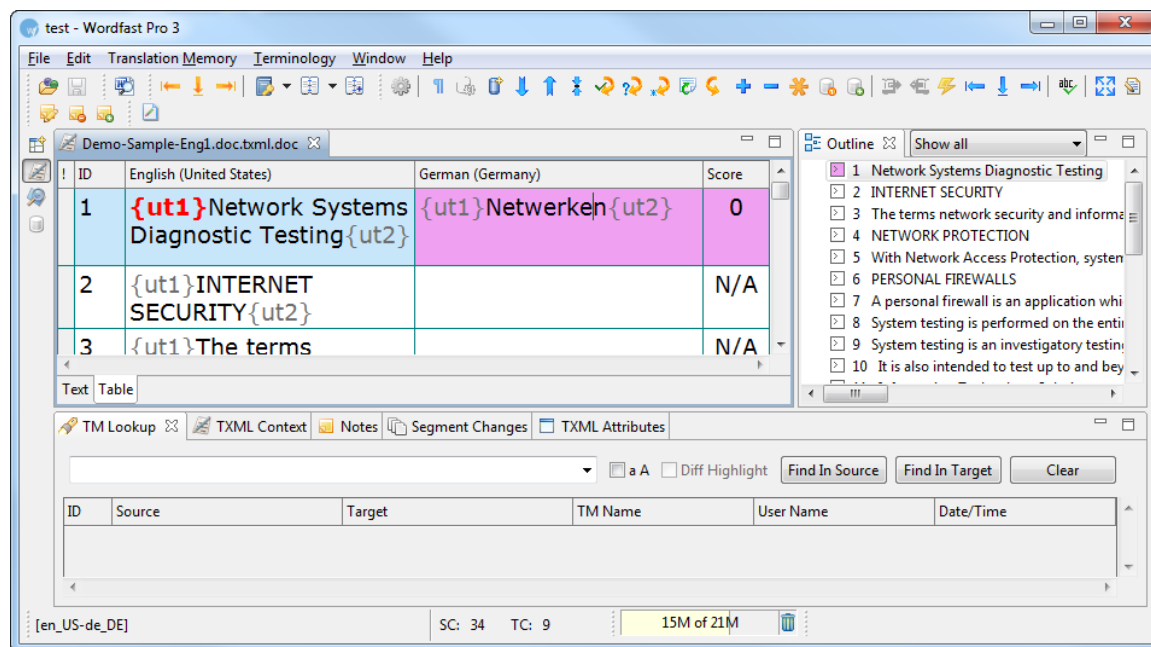 test - Wordfast Pro 3
File Edit Translation Memory Terminology Window Help
Demo-Sample-Eng1.doc.txml.doc
! ID English (United States) German (Germany) Score
1 {ut1}Network Systems Diagnostic Testing{ut2} {ut1}Netwerken{ut2} 0
2 {ut1}INTERNET SECURITY{ut2} N/A
3 {ut1}The terms N/A
Text Table
Outline Show all
1 Network Systems Diagnostic Testing
2 INTERNET SECURITY
3 The terms network security and informa
4 NETWORK PROTECTION
5 With Network Access Protection, system
6 PERSONAL FIREWALLS
7 A personal firewall is an application whi
8 System testing is performed on the enti
9 System testing is an investigatory testing
10 It is also intended to test up to and bey
TM Lookup TXML Context Notes Segment Changes TXML Attributes
a A Diff Highlight Find In Source Find In Target Clear
ID Source Target TM Name User Name Date/Time
[en_US-de_DE] SC: 34 TC: 9 15M of 21M